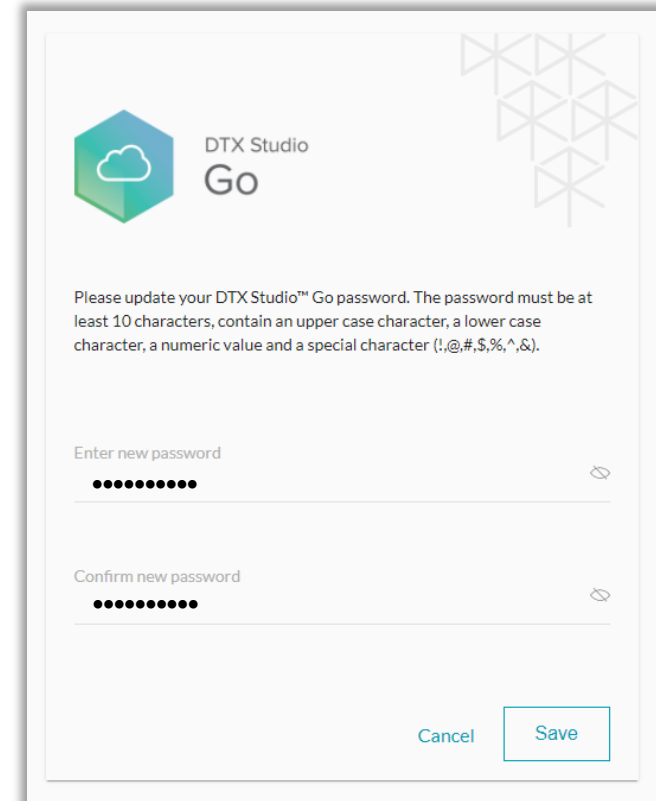 DTX Studio
Go
Please update your DTX Studio™ Go password. The password must be at
least 10 characters, contain an upper case character, a lower case
character, a numeric value and a special character (!,@,#,$,%,^,&).
Enter new password
••••••••••
Confirm new password
••••••••••
Cancel
Save